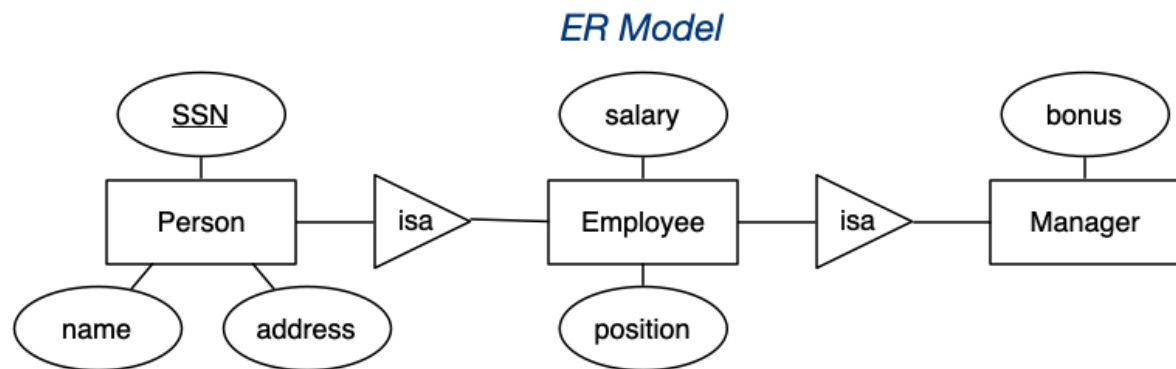 ER Model
SSN
salary
bonus
Person
isa
Employee
isa
Manager
name
address
position